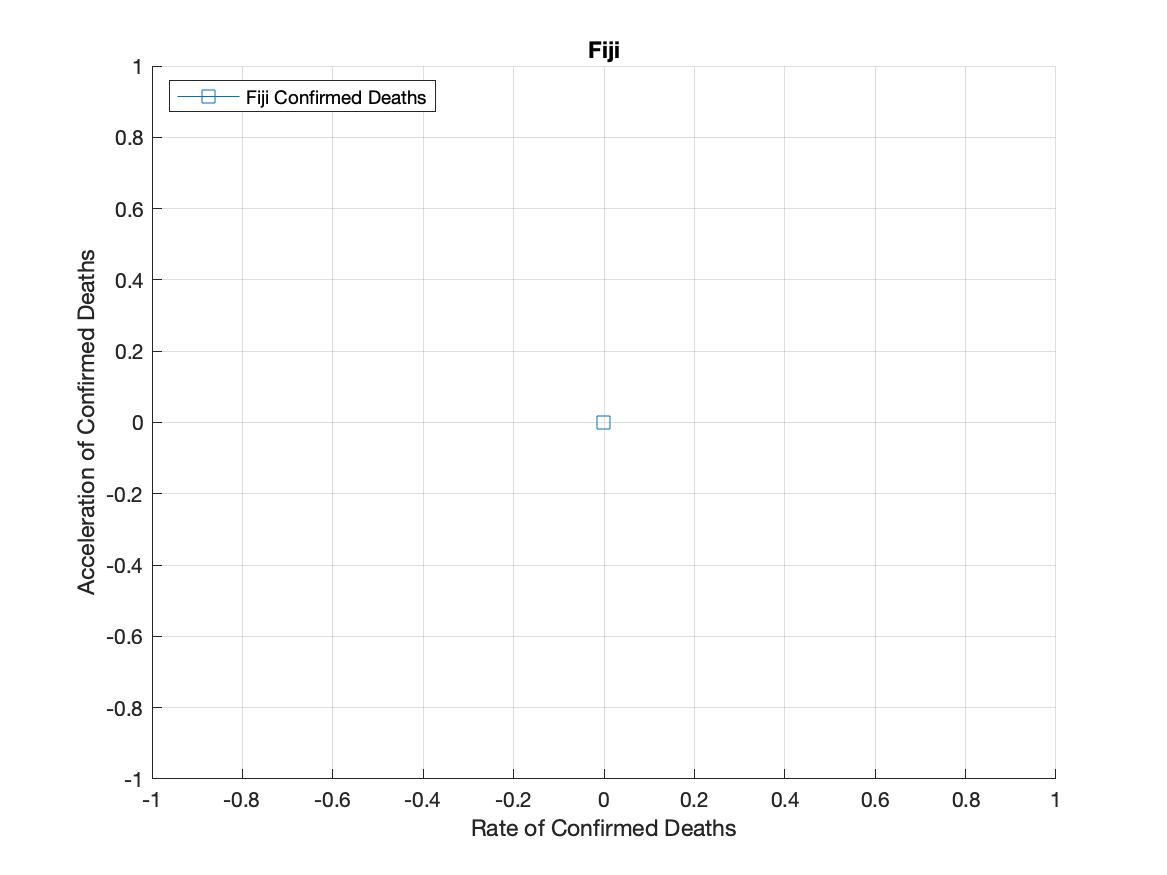 Fiji
Fiji Confirmed Deaths
1
0.8
0.6
0.4
0.2
0
-0.2
-0.4
-0.6
-0.8
-1
Acceleration of Confirmed Deaths
-1 -0.8 -0.6 -0.4 -0.2 0 0.2 0.4 0.6 0.8 1
Rate of Confirmed Deaths